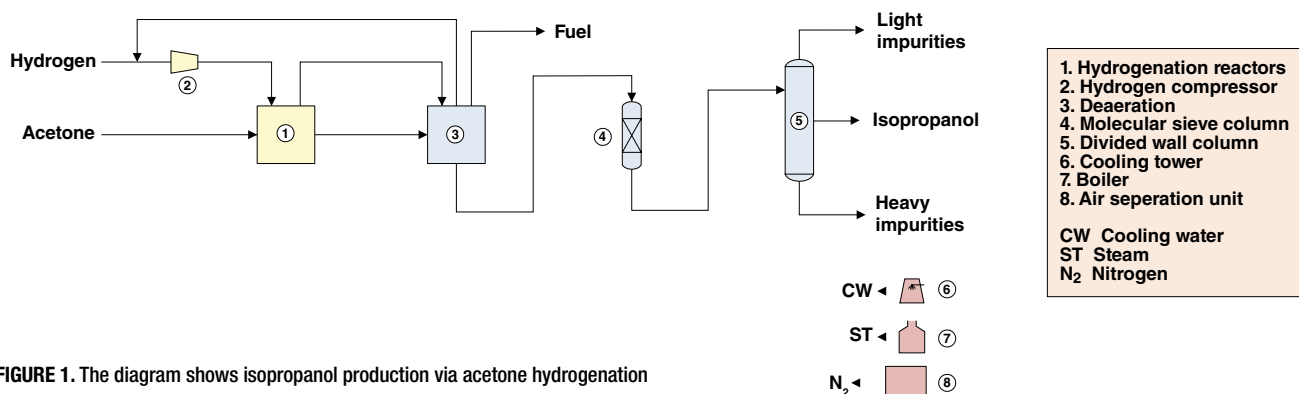 Light
impurities
Fuel
Hydrogen
2
Acetone
1
3
4
5
Isopropanol
Heavy
impurities
1. Hydrogenation reactors
2. Hydrogen compressor
3. Deaeration
4. Molecular sieve column
5. Divided wall column
6. Cooling tower
7. Boiler
8. Air seperation unit
CW Cooling water
ST Steam
N2 Nitrogen
CW 6
ST 7
N2 8
FIGURE 1. The diagram shows isopropanol production via acetone hydrogenation